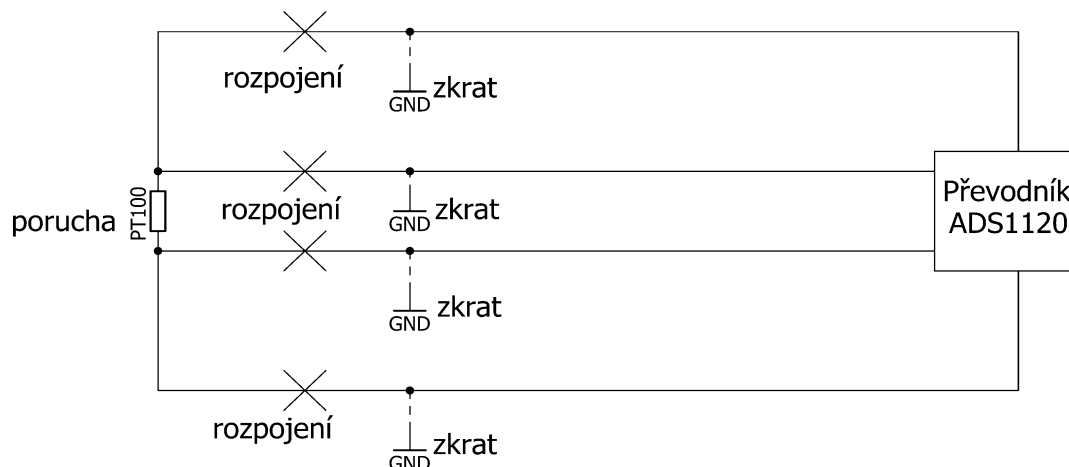 rozpojení
zkrat
GND
rozpojení
zkrat
GND
porucha
PT100
Převodník
ADS1120
zkrat
GND
rozpojení
zkrat
GND